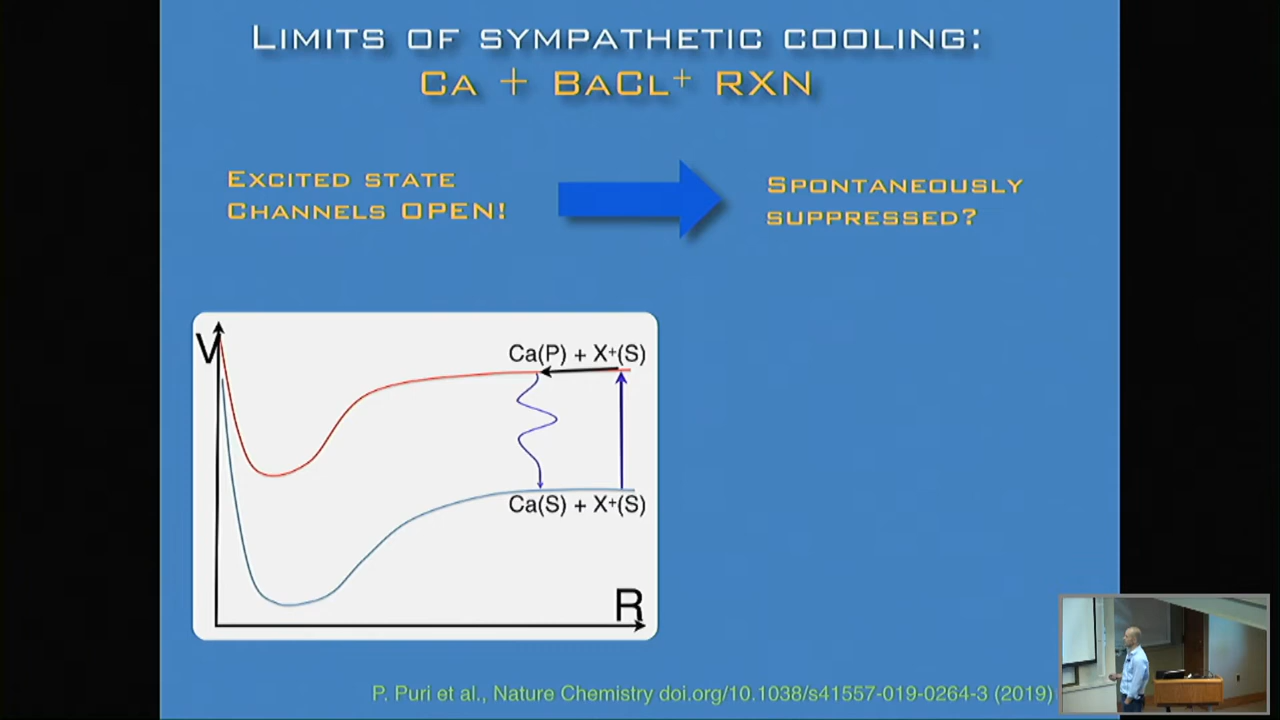 Limits of sympathetic cooling:
Ca + BaCl⁺ RXN
Excited state
Channels OPEN!
Spontaneously
suppressed?
V
Ca(P) + X⁺(S)
Ca(S) + X⁺(S)
R
P. Puri et al., Nature Chemistry doi.org/10.1038/s41557-019-0264-3 (2019)